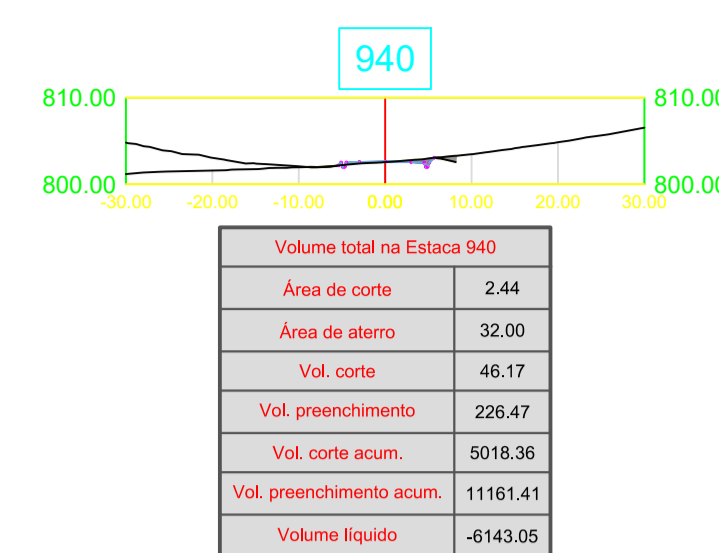 940
810.00 810.00
800.00 800.00
-30.00 -20.00 -10.00 0.00 10.00 20.00 30.00
Volume total na Estaca 940
Área de corte 2.44
Área de aterro 32.00
Vol. corte 46.17
Vol. preenchimento 226.47
Vol. corte acum. 5018.36
Vol. preenchimento acum. 11161.41
Volume líquido -6143.05